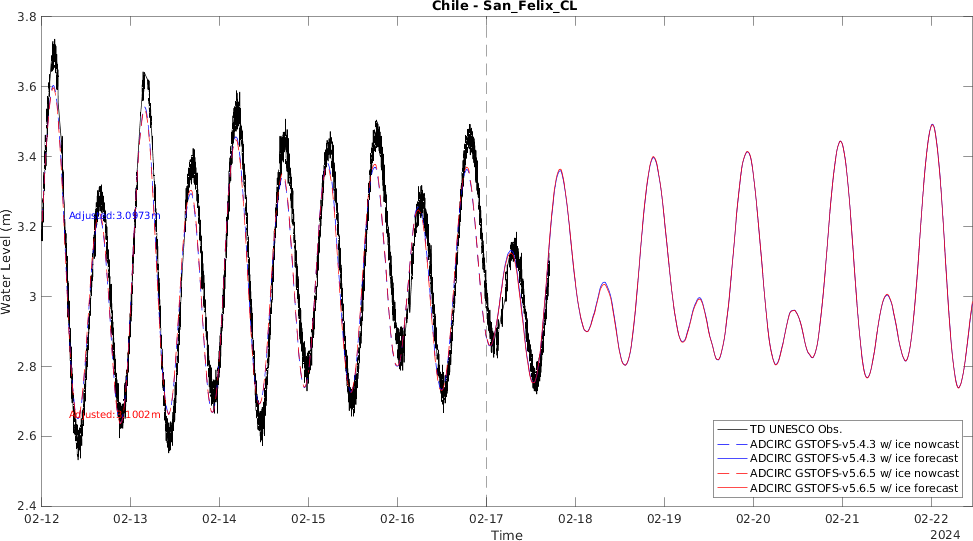 Chile - San_Felix_CL
Water Level (m)
3.8
3.6
3.4
3.2
3
2.8
2.6
2.4
Adjusted:3.0973m
Adjusted:3.1002m
TD UNESCO Obs.
ADCIRC GSTOFS-v5.4.3 w/ ice nowcast
ADCIRC GSTOFS-v5.4.3 w/ ice forecast
ADCIRC GSTOFS-v5.6.5 w/ ice nowcast
ADCIRC GSTOFS-v5.6.5 w/ ice forecast
02-12 02-13 02-14 02-15 02-16 02-17 02-18 02-19 02-20 02-21 02-22
Time
2024